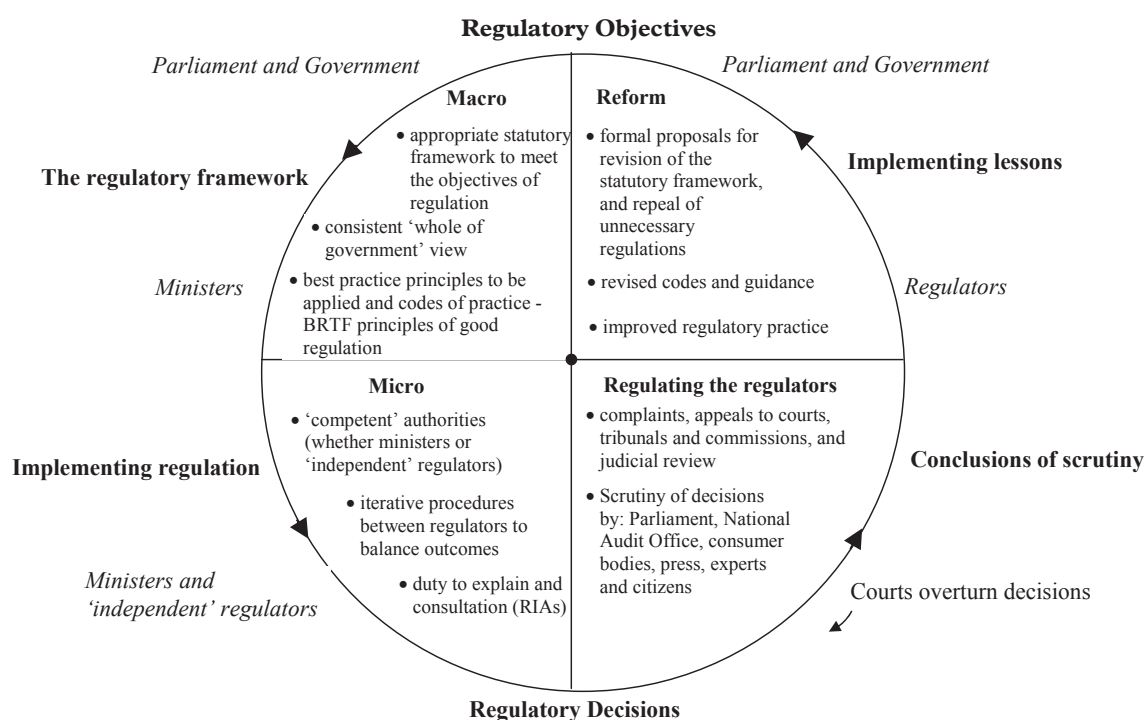 Regulatory Objectives
Parliament and Government
Parliament and Government
Macro
• appropriate statutory
framework to meet
the objectives of
regulation
• consistent ‘whole of
government’ view
• best practice principles to be
applied and codes of practice -
BRTF principles of good
regulation
Reform
• formal proposals for
revision of the
statutory framework,
and repeal of
unnecessary
regulations
• revised codes and guidance
• improved regulatory practice
The regulatory framework
Implementing lessons
Ministers
Regulators
Micro
• ‘competent’ authorities
(whether ministers or
‘independent’ regulators)
• iterative procedures
between regulators to
balance outcomes
• duty to explain and
consultation (RIAs)
Regulating the regulators
• complaints, appeals to courts,
tribunals and commissions, and
judicial review
• Scrutiny of decisions
by: Parliament, National
Audit Office, consumer
bodies, press, experts
and citizens
Implementing regulation
Conclusions of scrutiny
Ministers and
‘independent’ regulators
Courts overturn decisions
Regulatory Decisions